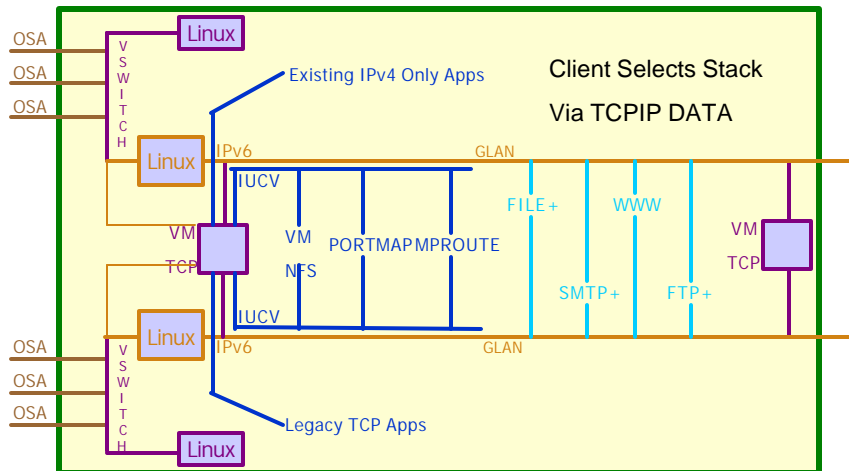 OSA
OSA
OSA
VSWITCH
Linux
Existing IPv4 Only Apps
Client Selects Stack
Via TCPIP DATA
Linux
IPv6
GLAN
IUCV
FILE+
WWW
VM
TCP
VM
NFS
PORTMAP
MPROUTE
VM
TCP
SMTP+
FTP+
IUCV
Linux
IPv6
GLAN
OSA
OSA
OSA
VSWITCH
Legacy TCP Apps
Linux